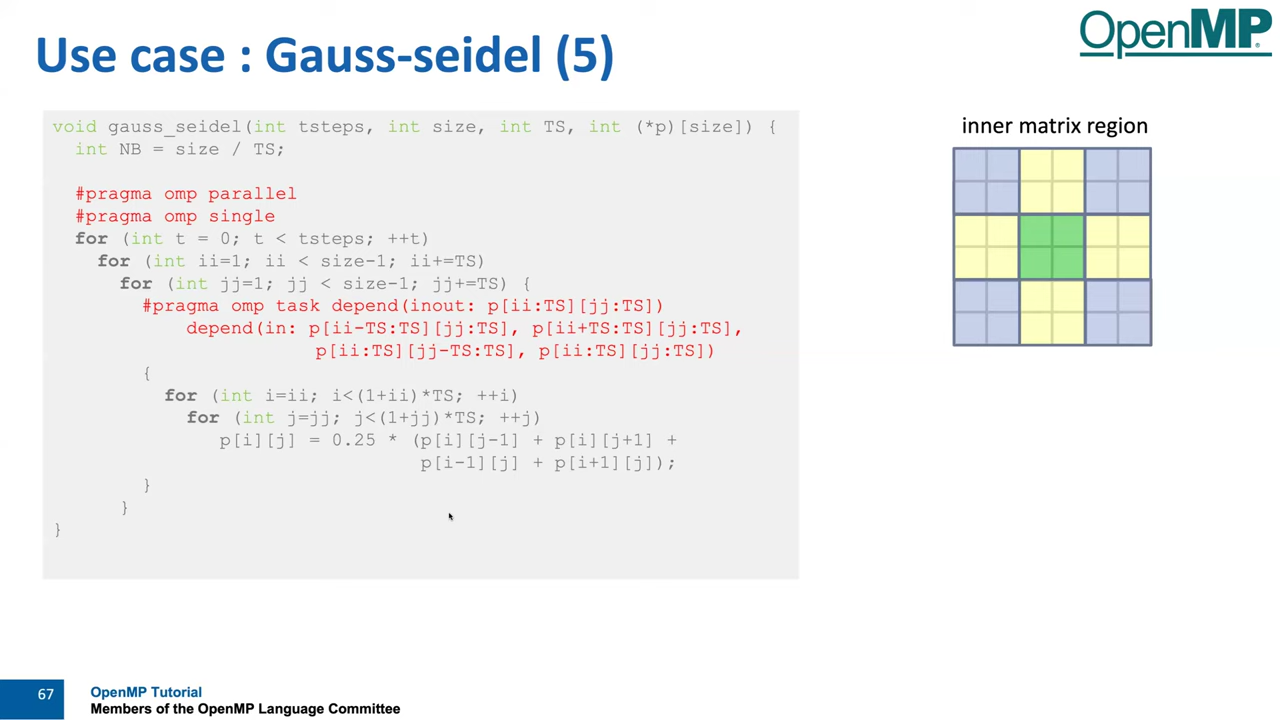 Use case : Gauss-seidel (5)
OpenMP
void gauss_seidel(int tsteps, int size, int TS, int (*p)[size]) {
int NB = size / TS;
#pragma omp parallel
#pragma omp single
for (int t = 0; t < tsteps; ++t)
for (int ii=1; ii < size-1; ii+=TS)
for (int jj=1; jj < size-1; jj+=TS) {
#pragma omp task depend(inout: p[ii:TS][jj:TS])
depend(in: p[ii-TS:TS][jj:TS], p[ii+TS:TS][jj:TS],
p[ii:TS][jj-TS:TS], p[ii:TS][jj:TS])
{
for (int i=ii; i<(1+ii)*TS; ++i)
for (int j=jj; j<(1+jj)*TS; ++j)
p[i][j] = 0.25 * (p[i][j-1] + p[i][j+1] +
p[i-1][j] + p[i+1][j]);
}
}
}
inner matrix region
67
OpenMP Tutorial
Members of the OpenMP Language Committee